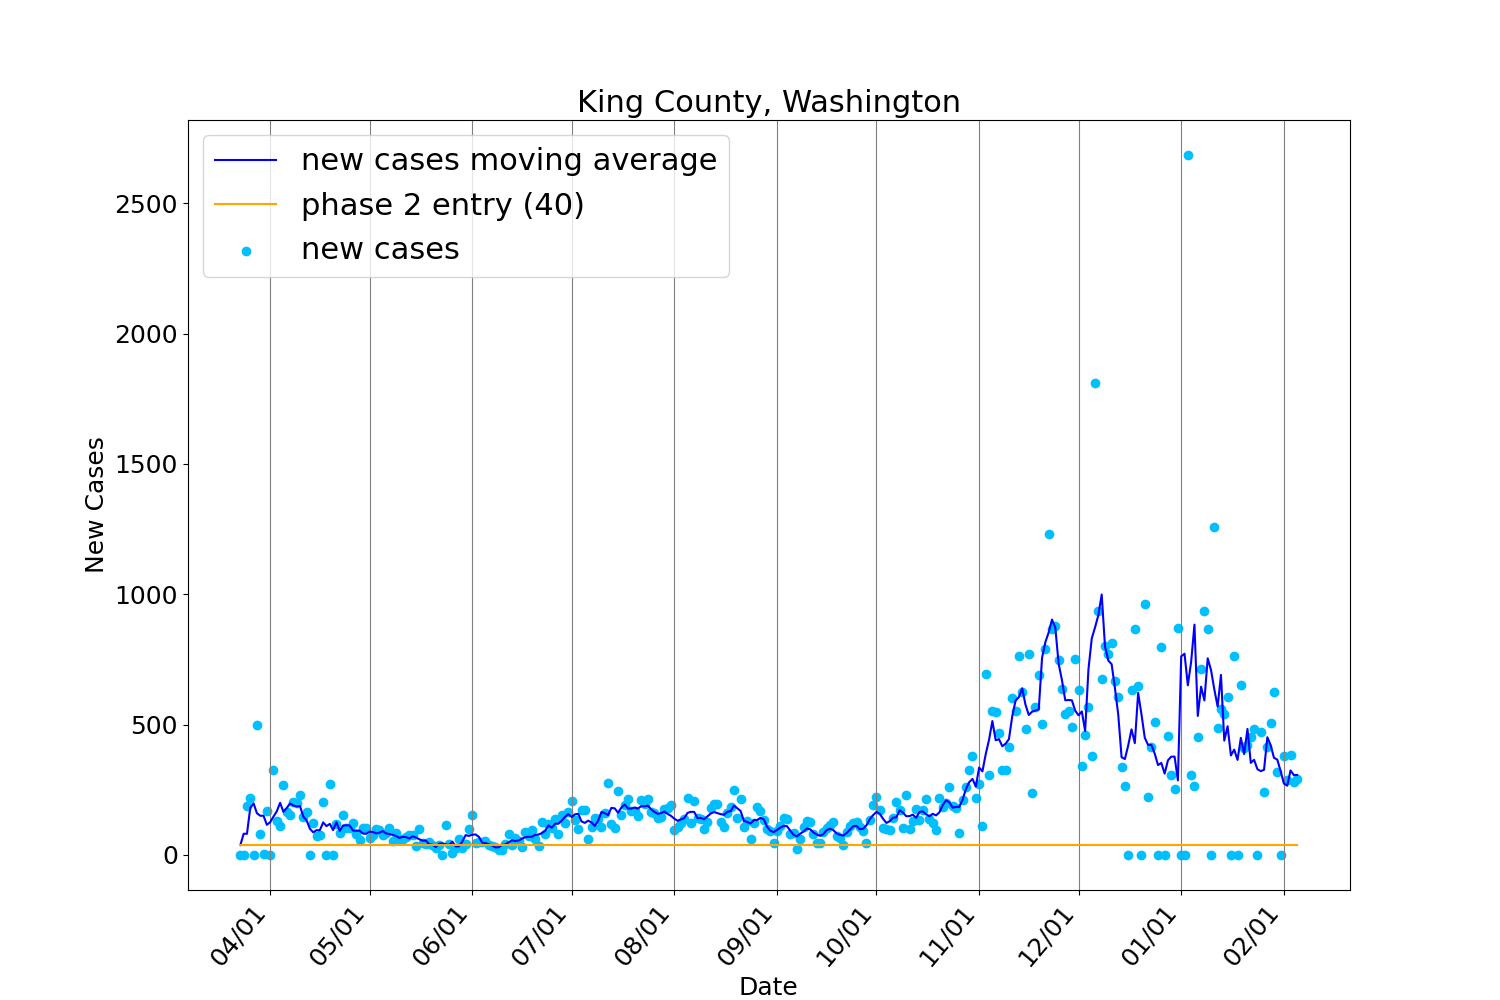 King County, Washington
new cases moving average
phase 2 entry (40)
new cases
New Cases
2500
2000
1500
1000
500
0
04/01
05/01
06/01
07/01
08/01
09/01
10/01
11/01
12/01
01/01
02/01
Date